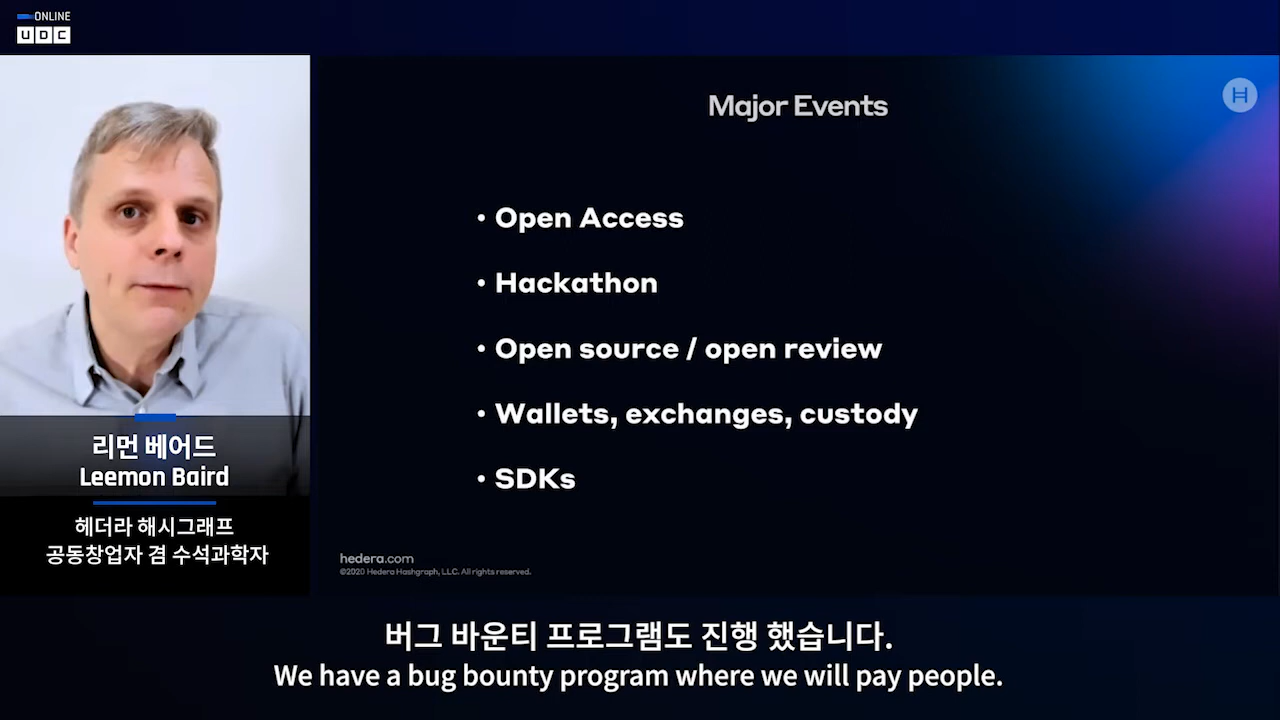 ONLINE
UDC
Major Events
H
• Open Access
• Hackathon
• Open source / open review
• Wallets, exchanges, custody
• SDKs
리먼 베어드
Leemon Baird
헤더라 해시그래프
공동창업자 겸 수석과학자
hedera.com
©2020 Hedera Hashgraph, LLC. All rights reserved.
버그 바운티 프로그램도 진행 했습니다.
We have a bug bounty program where we will pay people.